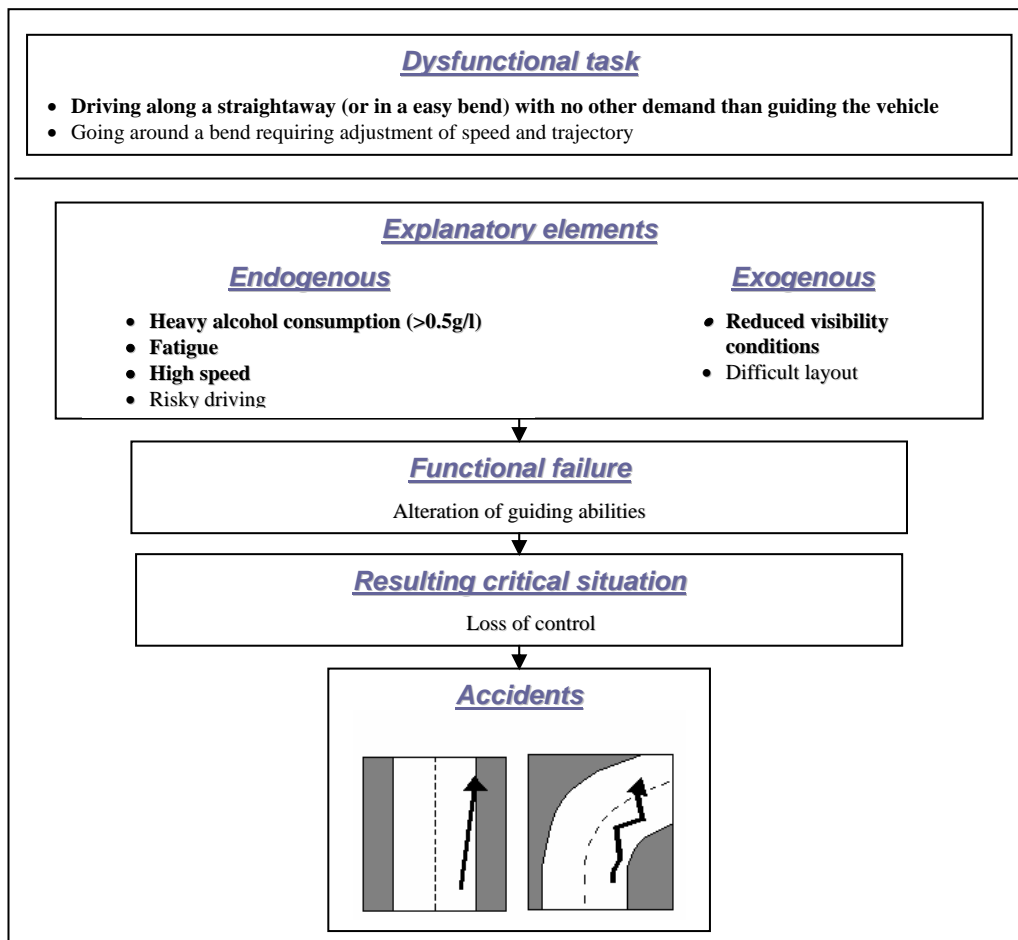 Dysfunctional task
• Driving along a straightaway (or in a easy bend) with no other demand than guiding the vehicle
• Going around a bend requiring adjustment of speed and trajectory
Explanatory elements
Endogenous
• Heavy alcohol consumption (>0.5g/l)
• Fatigue
• High speed
• Risky driving
Exogenous
• Reduced visibility
conditions
• Difficult layout
Functional failure
Alteration of guiding abilities
Resulting critical situation
Loss of control
Accidents